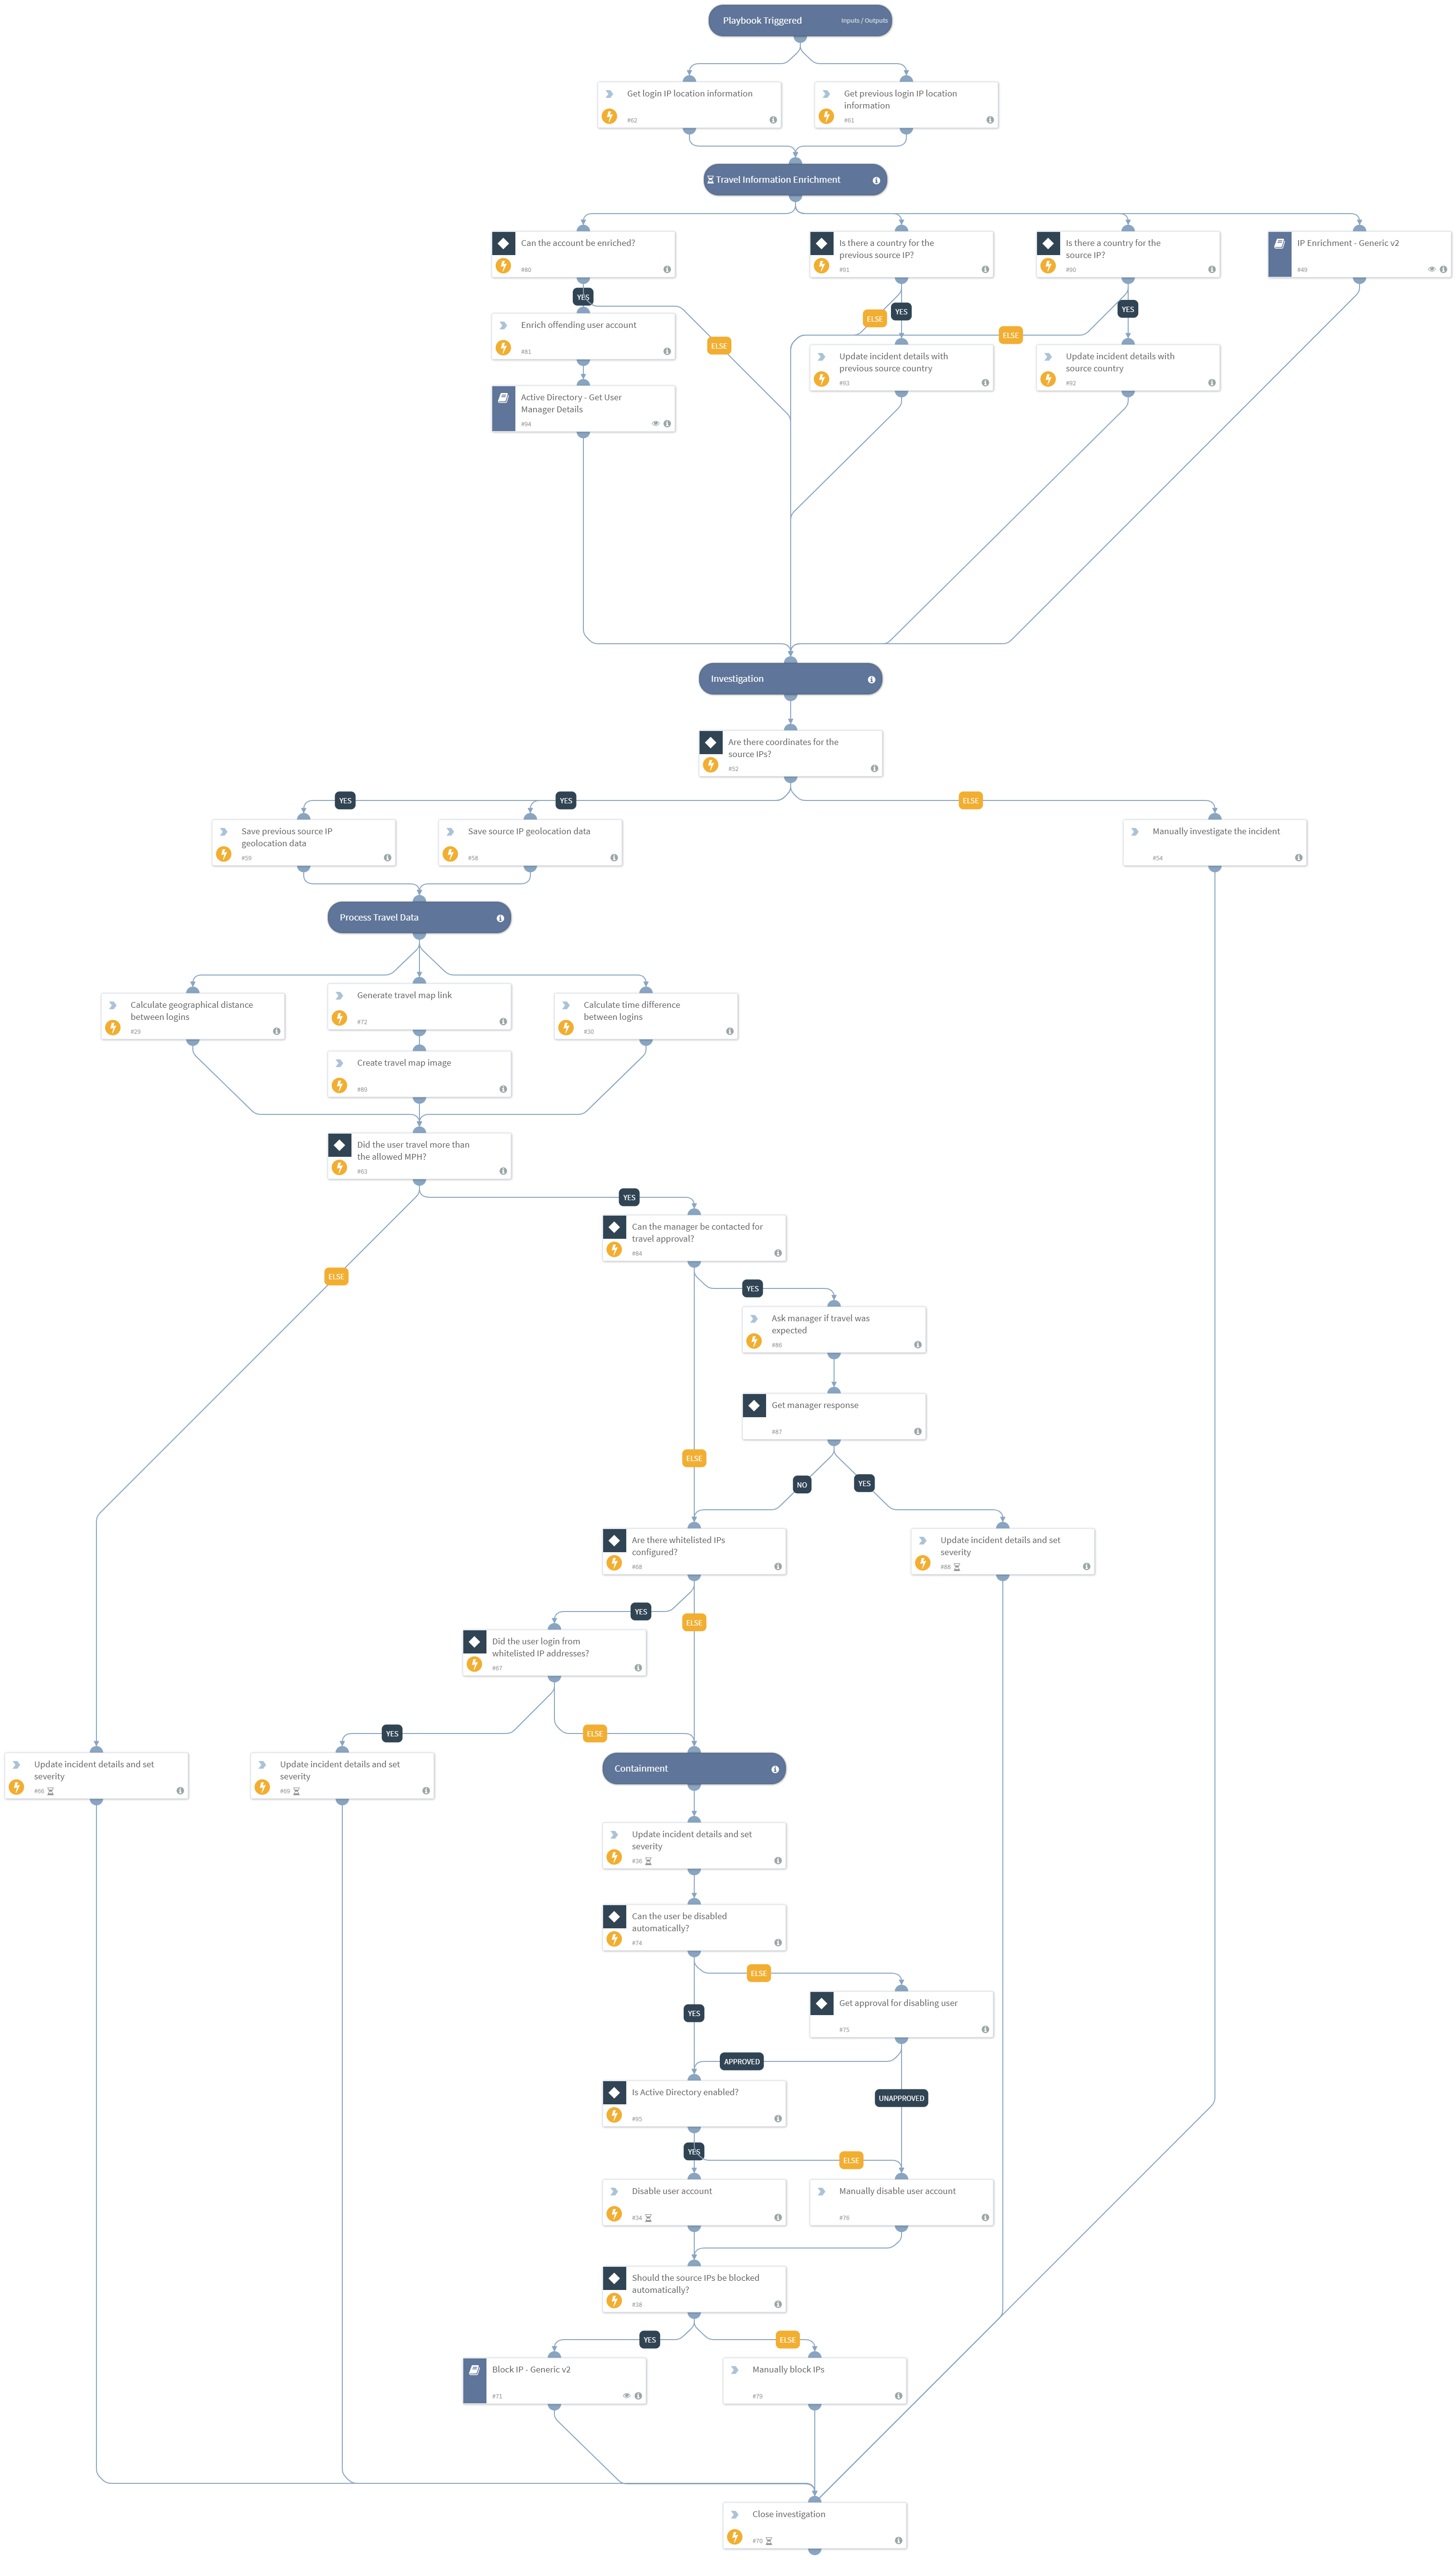 Playbook Triggered
Inputs / Outputs
Get login IP location information
#62
Get previous login IP location
information
#61
Travel Information Enrichment
Can the account be enriched?
#80
Is there a country for the
previous source IP?
#91
Is there a country for the
source IP?
#90
IP Enrichment - Generic v2
#49
YES
ELSE
YES
YES
Enrich offending user account
#81
ELSE
ELSE
Update incident details with
previous source country
#93
Update incident details with
source country
#92
Active Directory - Get User
Manager Details
#94
Investigation
Are there coordinates for the
source IPs?
#52
YES
YES
ELSE
Save previous source IP
geolocation data
#59
Save source IP geolocation data
#58
Manually investigate the incident
#54
Process Travel Data
Calculate geographical distance
between logins
#29
Generate travel map link
#72
Calculate time difference
between logins
#30
Create travel map image
#89
Did the user travel more than
the allowed MPH?
#63
YES
Can the manager be contacted for
travel approval?
#84
ELSE
YES
Ask manager if travel was
expected
#86
Get manager response
#87
ELSE
NO
YES
Are there whitelisted IPs
configured?
#68
Update incident details and set
severity
#88
YES
ELSE
Did the user login from
whitelisted IP addresses?
#67
YES
ELSE
Update incident details and set
severity
#66
Update incident details and set
severity
#69
Containment
Update incident details and set
severity
#36
Can the user be disabled
automatically?
#74
ELSE
YES
Get approval for disabling user
#75
APPROVED
Is Active Directory enabled?
#95
UNAPPROVED
YES
ELSE
Disable user account
#34
Manually disable user account
#76
Should the source IPs be blocked
automatically?
#38
YES
ELSE
Block IP - Generic v2
#71
Manually block IPs
#79
Close investigation
#70